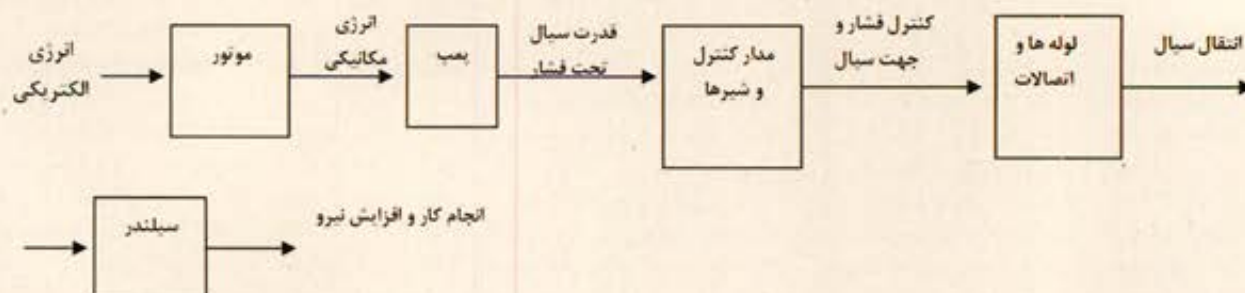 انرژی
الکتریکی
موتور
انرژی
مکانیکی
پمپ
قدرت سیال
تحت فشار
مدار کنترل
و شیرها
کنترل فشار و
جهت سیال
لوله ها و
اتصالات
انتقال سیال
سیلندر
انجام کار و افزایش نیرو